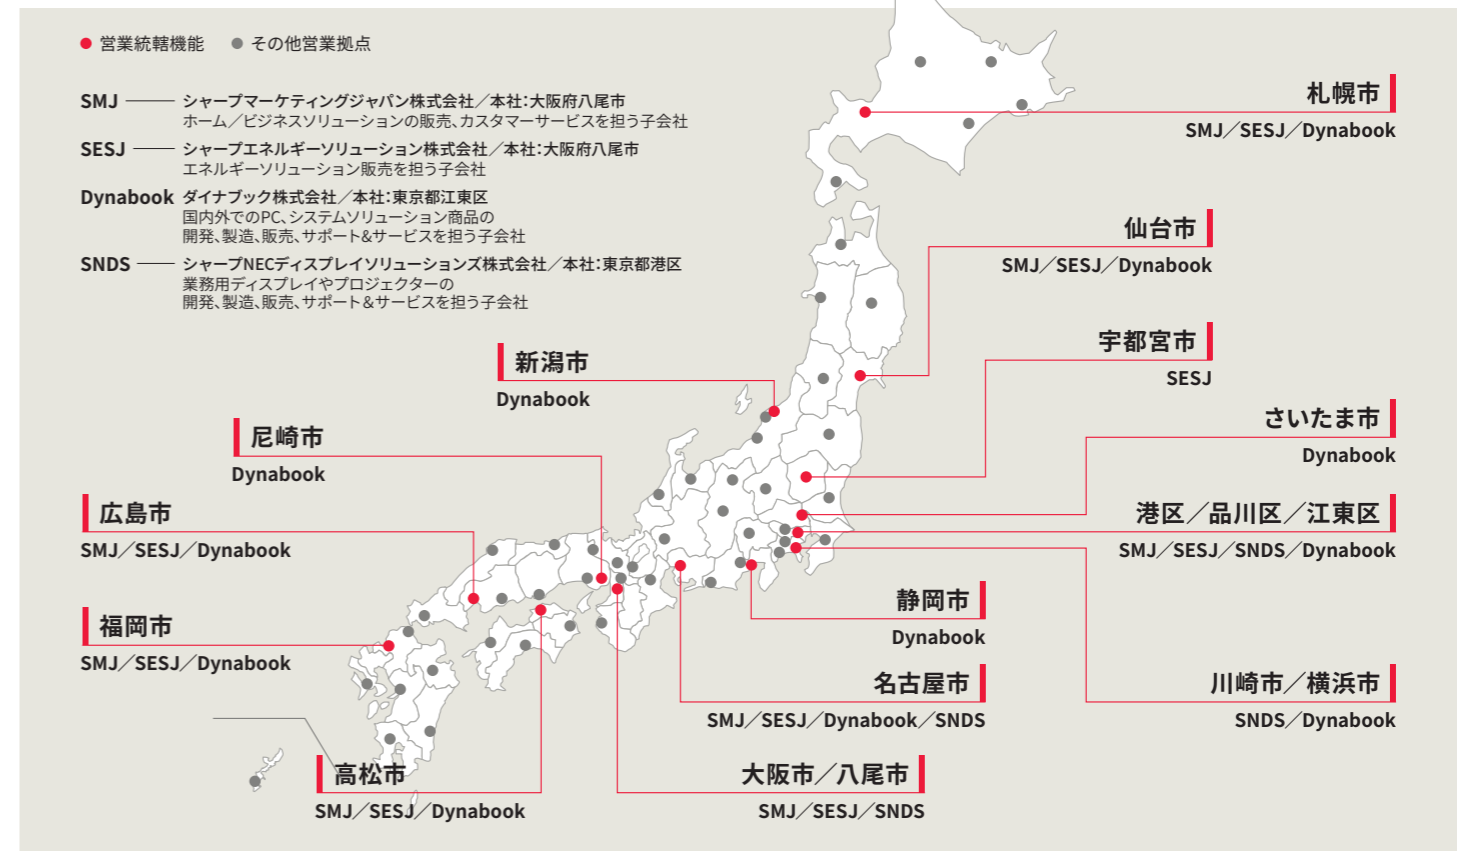 営業統轄機能 その他営業拠点
SMJ シャープマーケティングジャパン株式会社／本社：大阪府八尾市
ホーム／ビジネスソリューションの販売、カスタマーサービスを担う子会社
SESJ シャープエネルギーソリューション株式会社／本社：大阪府八尾市
エネルギーソリューション販売を担う子会社
Dynabook ダイナブック株式会社／本社：東京都江東区
国内外でのPC、システムソリューション商品の
開発、製造、販売、サポート&サービスを担う子会社
SNDS シャープNECディスプレイソリューションズ株式会社／本社：東京都港区
業務用ディスプレイやプロジェクターの
開発、製造、販売、サポート＆サービスを担う子会社
札幌市
SMJ／SESJ／Dynabook
仙台市
SMJ／SESJ／Dynabook
宇都宮市
SESJ
さいたま市
Dynabook
港区／品川区／江東区
SMJ／SESJ／SNDS／Dynabook
川崎市／横浜市
SNDS／Dynabook
静岡市
Dynabook
名古屋市
SMJ／SESJ／Dynabook／SNDS
大阪市／八尾市
SMJ／SESJ／SNDS
新潟市
Dynabook
尼崎市
Dynabook
広島市
SMJ／SESJ／Dynabook
福岡市
SMJ／SESJ／Dynabook
高松市
SMJ／SESJ／Dynabook